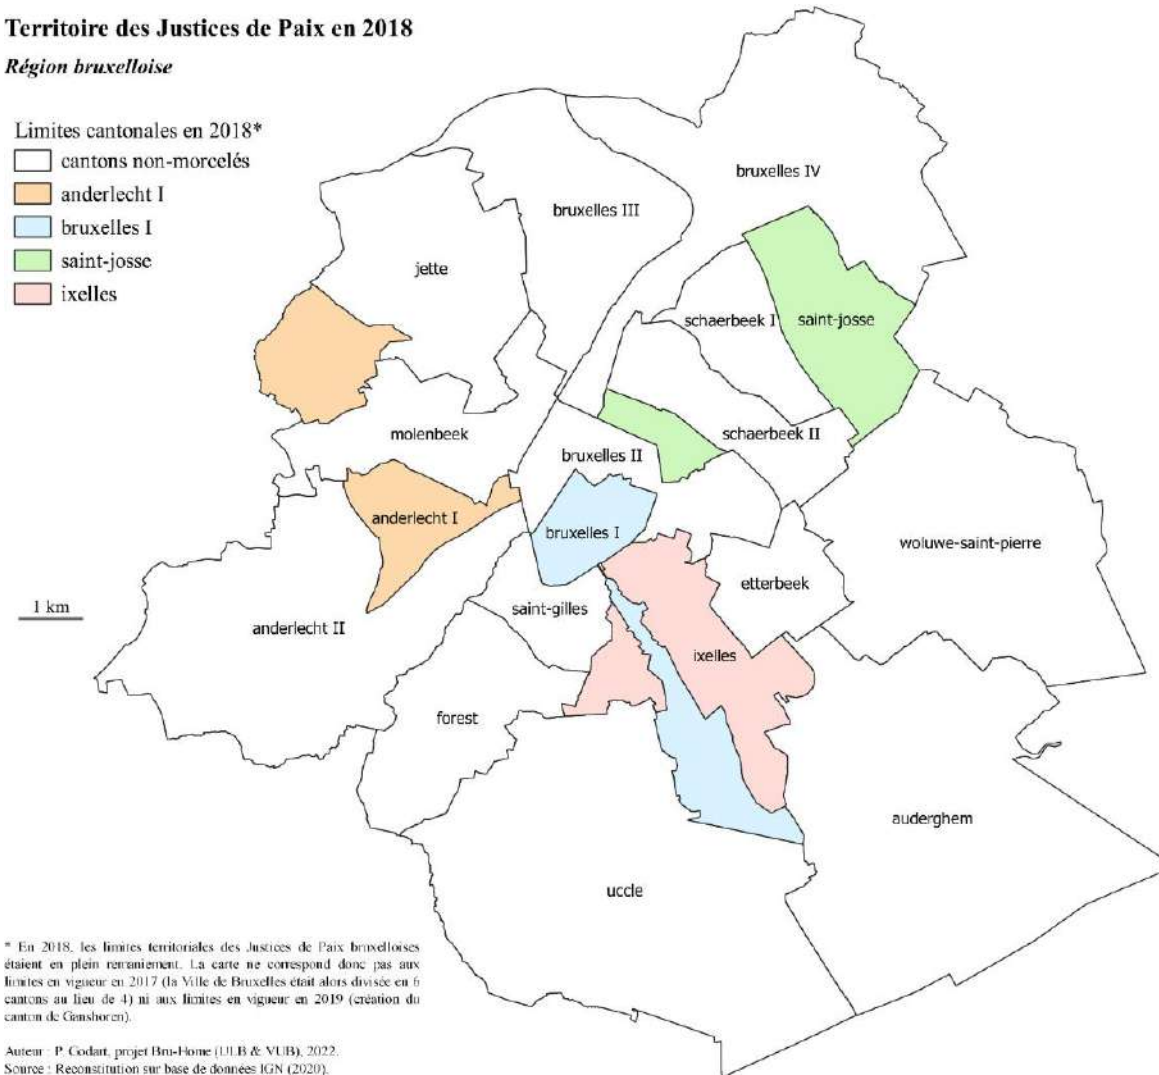 Territoire des Justices de Paix en 2018
Région bruxelloise
Limites cantonales en 2018*
cantons non-morcelés
anderlecht I
bruxelles I
saint-josse
ixelles
bruxelles IV
bruxelles III
jette
schaerbeek I
saint-josse
molenbeek
schaerbeek II
bruxelles II
anderlecht I
bruxelles I
woluwe-saint-pierre
etterbeek
1 km
saint-gilles
anderlecht II
ixelles
forest
auderghem
uccle
* En 2018, les limites territoriales des Justices de Paix bruxelloises
étaient en plein remaniement. La carte ne correspond donc pas aux
limites en vigueur en 2017 (la Ville de Bruxelles était alors divisée en 6
cantons au lieu de 4) ni aux limites en vigueur en 2019 (création du
canton de Ganshoren).
Auteur : P. Godart, projet Bru-Home (ULB & VUB), 2022.
Source : Reconstitution sur base de données IGN (2020).